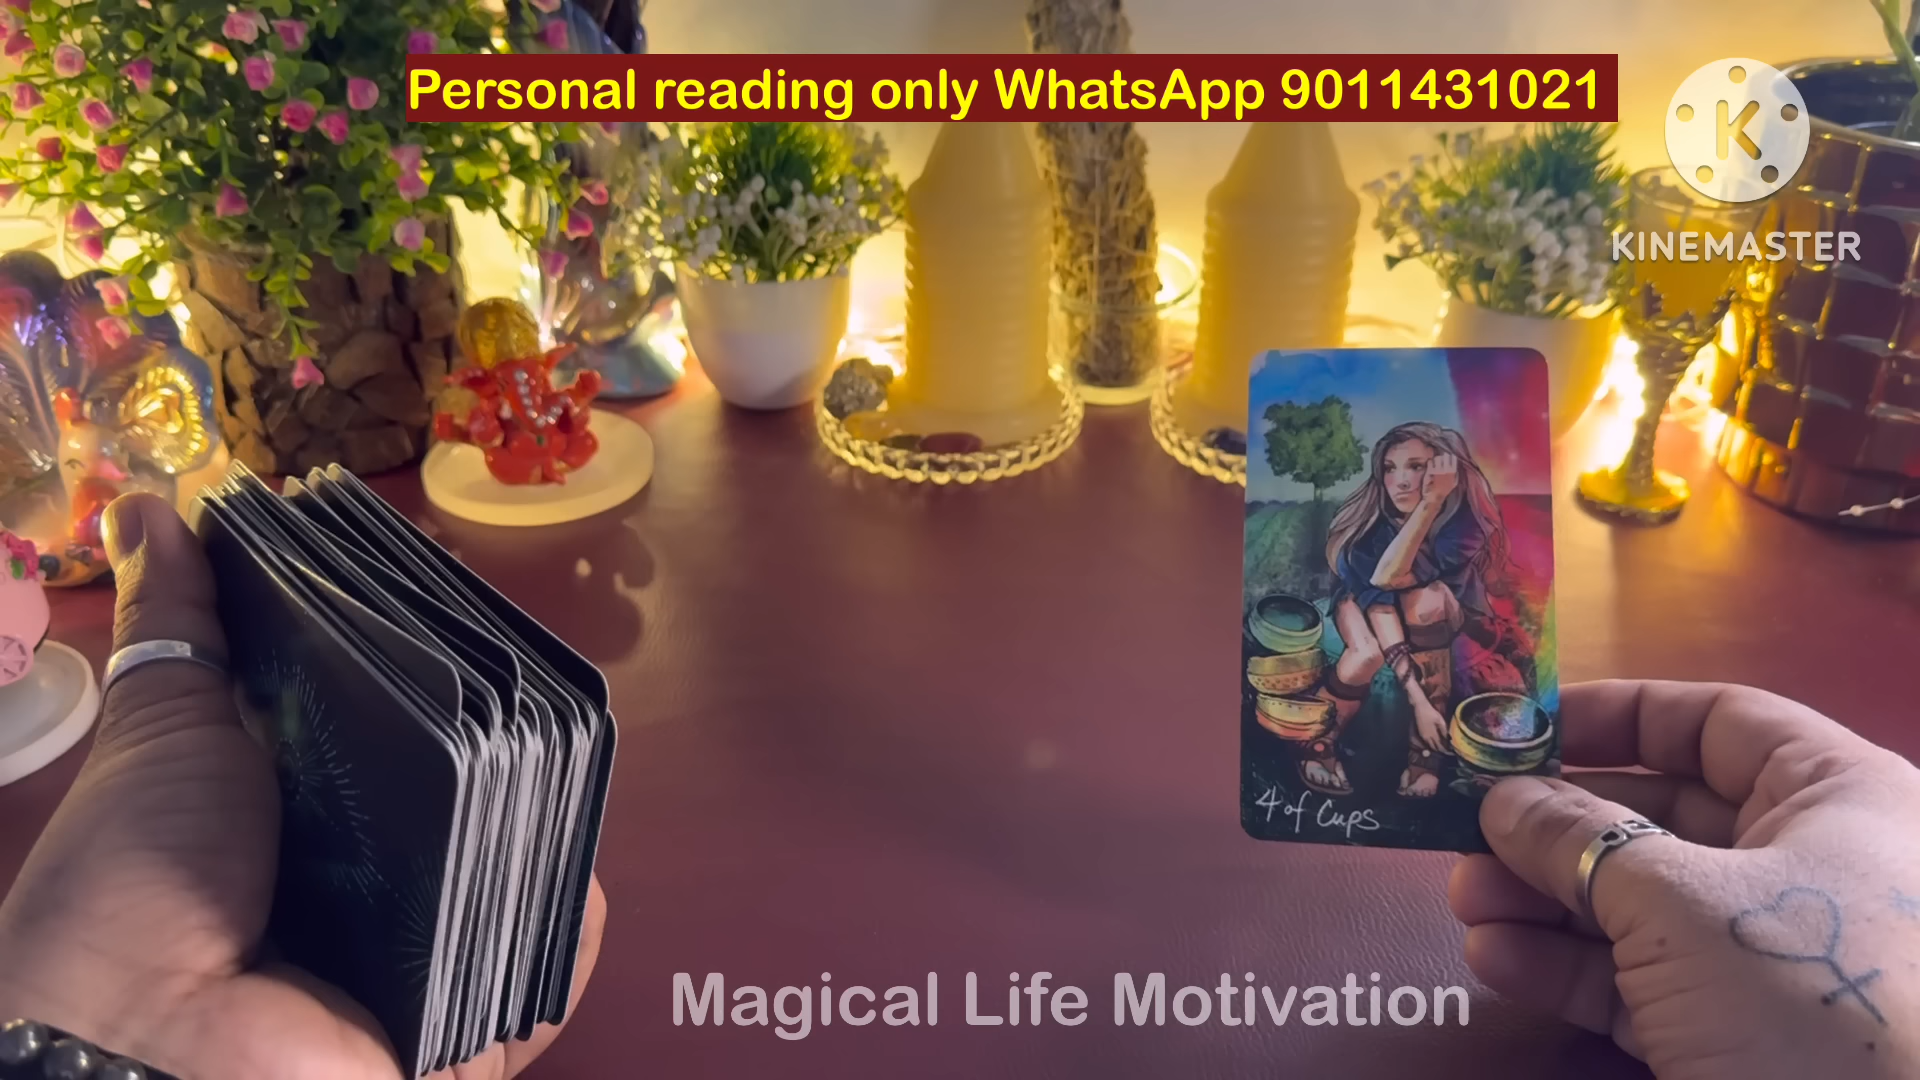 Personal reading only WhatsApp 9011431021
K
KINEMASTER
4 of Cups
Magical Life Motivation